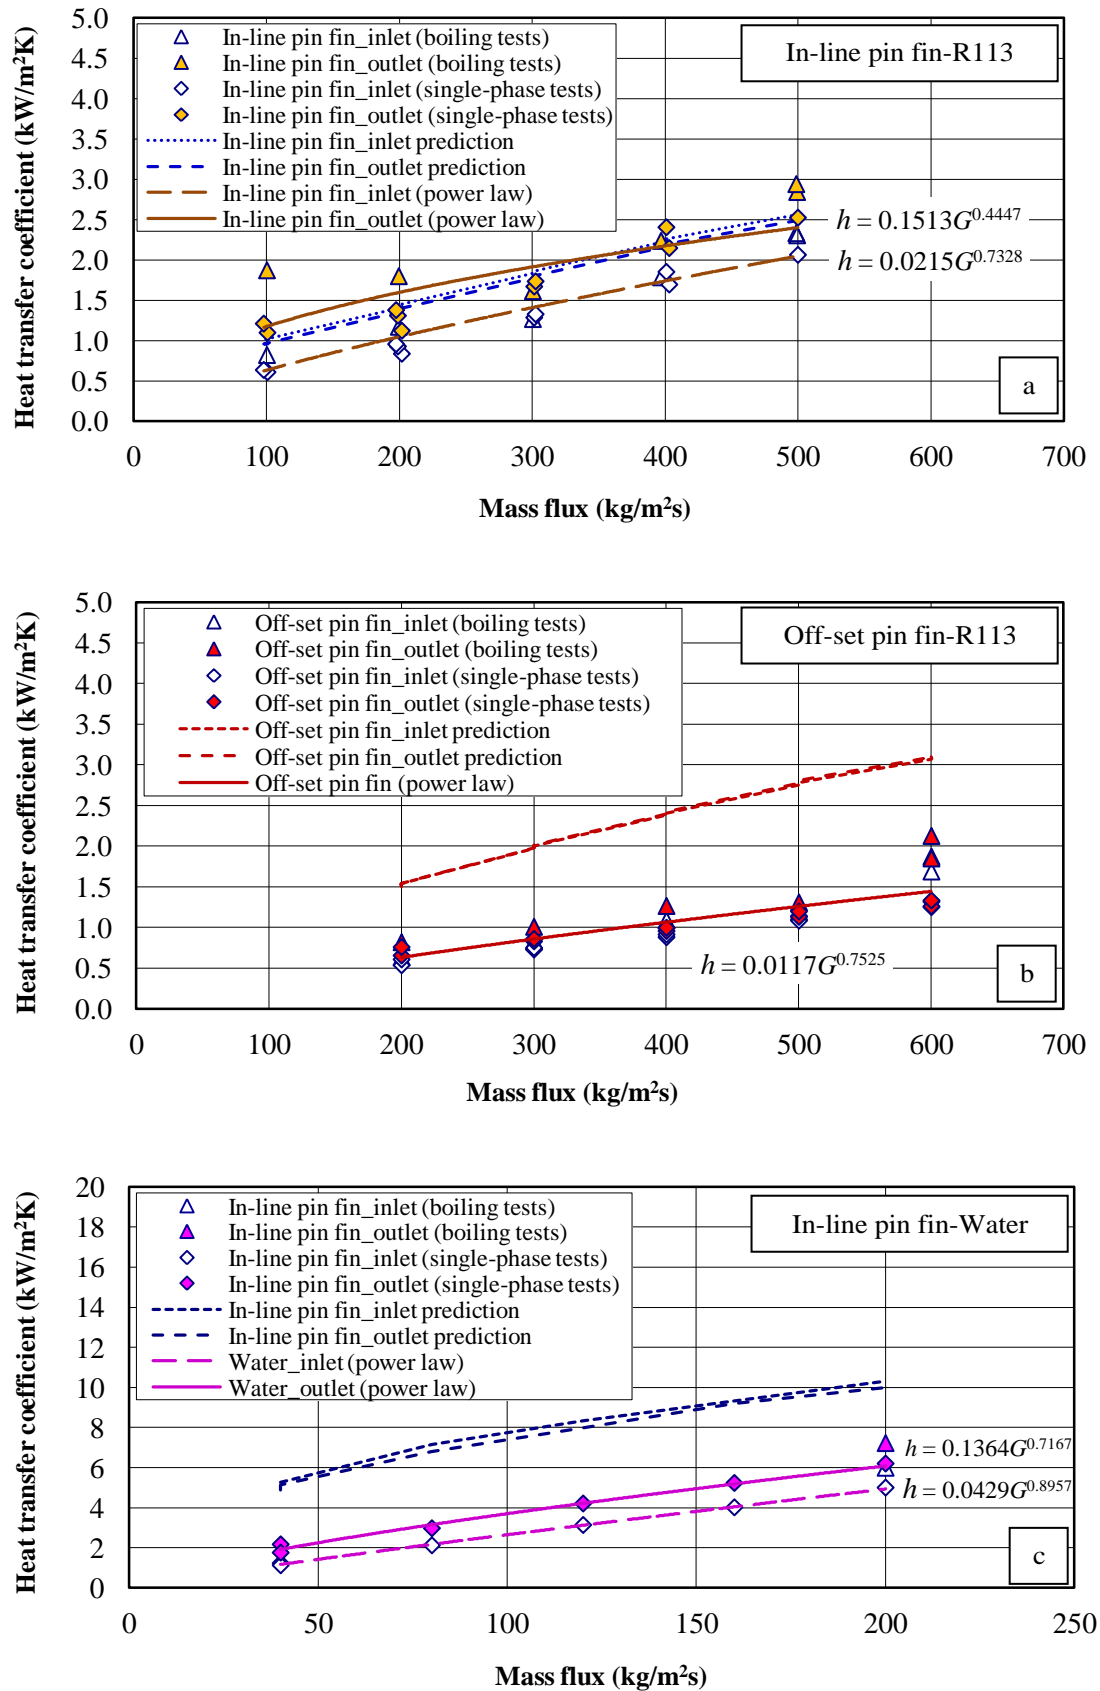 Heat transfer coefficient (kW/m²K)
5.0
4.5
4.0
3.5
3.0
2.5
2.0
1.5
1.0
0.5
0.0
In-line pin fin_inlet (boiling tests)
In-line pin fin_outlet (boiling tests)
In-line pin fin_inlet (single-phase tests)
In-line pin fin_outlet (single-phase tests)
In-line pin fin_inlet prediction
In-line pin fin_outlet prediction
In-line pin fin_inlet (power law)
In-line pin fin_outlet (power law)
In-line pin fin-R113
h = 0.1513G^0.4447
h = 0.0215G^0.7328
a
0 100 200 300 400 500 600 700
Mass flux (kg/m²s)
Heat transfer coefficient (kW/m²K)
5.0
4.5
4.0
3.5
3.0
2.5
2.0
1.5
1.0
0.5
0.0
Off-set pin fin_inlet (boiling tests)
Off-set pin fin_outlet (boiling tests)
Off-set pin fin_inlet (single-phase tests)
Off-set pin fin_outlet (single-phase tests)
Off-set pin fin_inlet prediction
Off-set pin fin_outlet prediction
Off-set pin fin (power law)
Off-set pin fin-R113
h = 0.0117G^0.7525
b
0 100 200 300 400 500 600 700
Mass flux (kg/m²s)
Heat transfer coefficient (kW/m²K)
20
18
16
14
12
10
8
6
4
2
0
In-line pin fin_inlet (boiling tests)
In-line pin fin_outlet (boiling tests)
In-line pin fin_inlet (single-phase tests)
In-line pin fin_outlet (single-phase tests)
In-line pin fin_inlet prediction
In-line pin fin_outlet prediction
Water_inlet (power law)
Water_outlet (power law)
In-line pin fin-Water
h = 0.1364G^0.7167
h = 0.0429G^0.8957
c
0 50 100 150 200 250
Mass flux (kg/m²s)